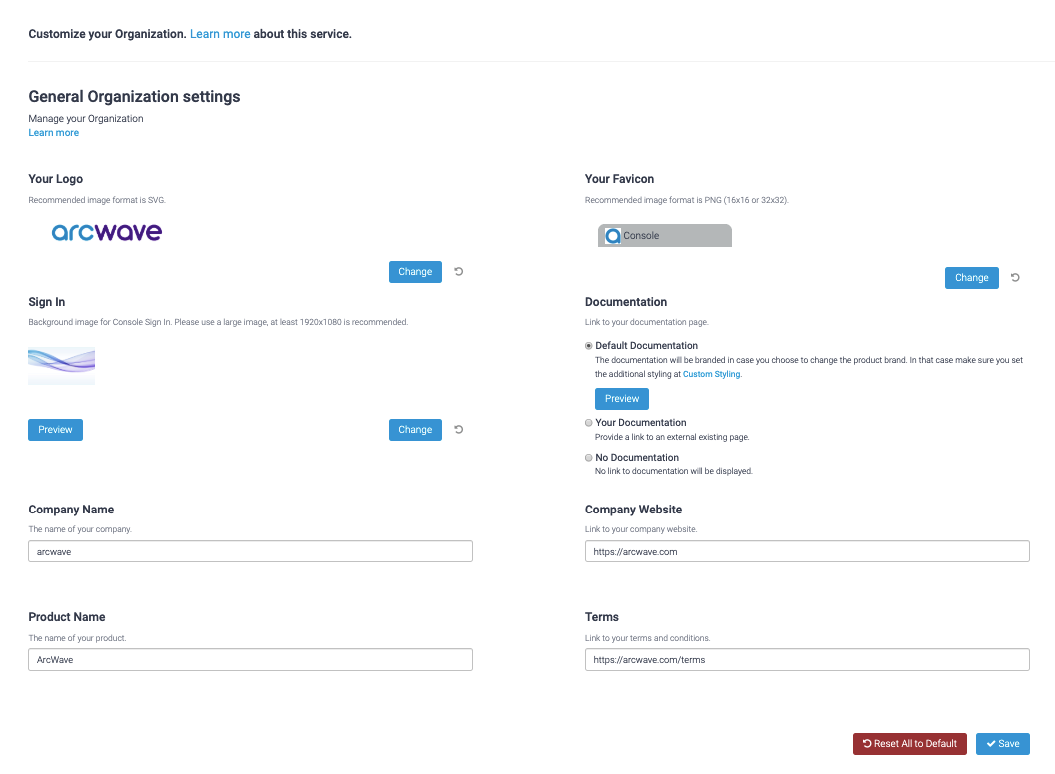 Customize your Organization. Learn more about this service.
General Organization settings
Manage your Organization
Learn more
Your Logo
Recommended image format is SVG.
arcwave
Change
Your Favicon
Recommended image format is PNG (16x16 or 32x32).
Console
Change
Sign In
Background image for Console Sign In. Please use a large image, at least 1920x1080 is recommended.
Preview
Change
Documentation
Link to your documentation page.
Default Documentation
The documentation will be branded in case you choose to change the product brand. In that case make sure you set
the additional styling at Custom Styling.
Preview
Your Documentation
Provide a link to an external existing page.
No Documentation
No link to documentation will be displayed.
Company Name
The name of your company.
arcwave
Company Website
Link to your company website.
https://arcwave.com
Product Name
The name of your product.
ArcWave
Terms
Link to your terms and conditions.
https://arcwave.com/terms
Reset All to Default
Save